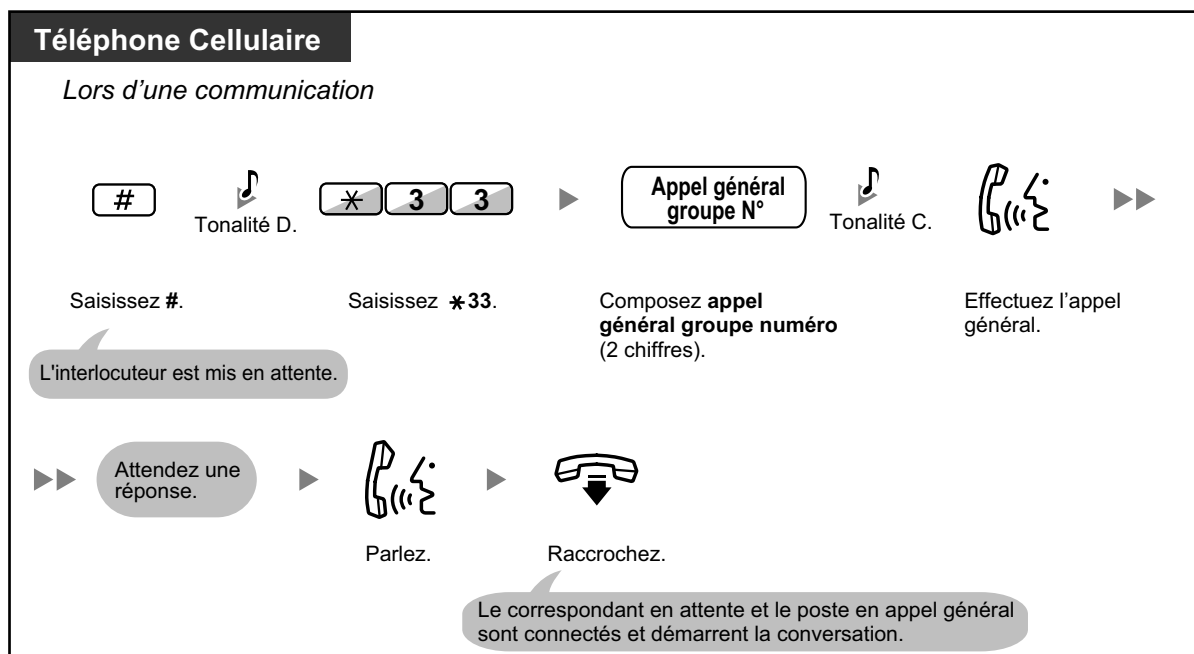 Téléphone Cellulaire
Lors d’une communication
#
Tonalité D.
* 3 3
Appel général
groupe N°
Tonalité C.
Saisissez #.
Saisissez *33.
Composez appel
général groupe numéro
(2 chiffres).
Effectuez l’appel
général.
L'interlocuteur est mis en attente.
Attendez une
réponse.
Parlez.
Raccrochez.
Le correspondant en attente et le poste en appel général
sont connectés et démarrent la conversation.